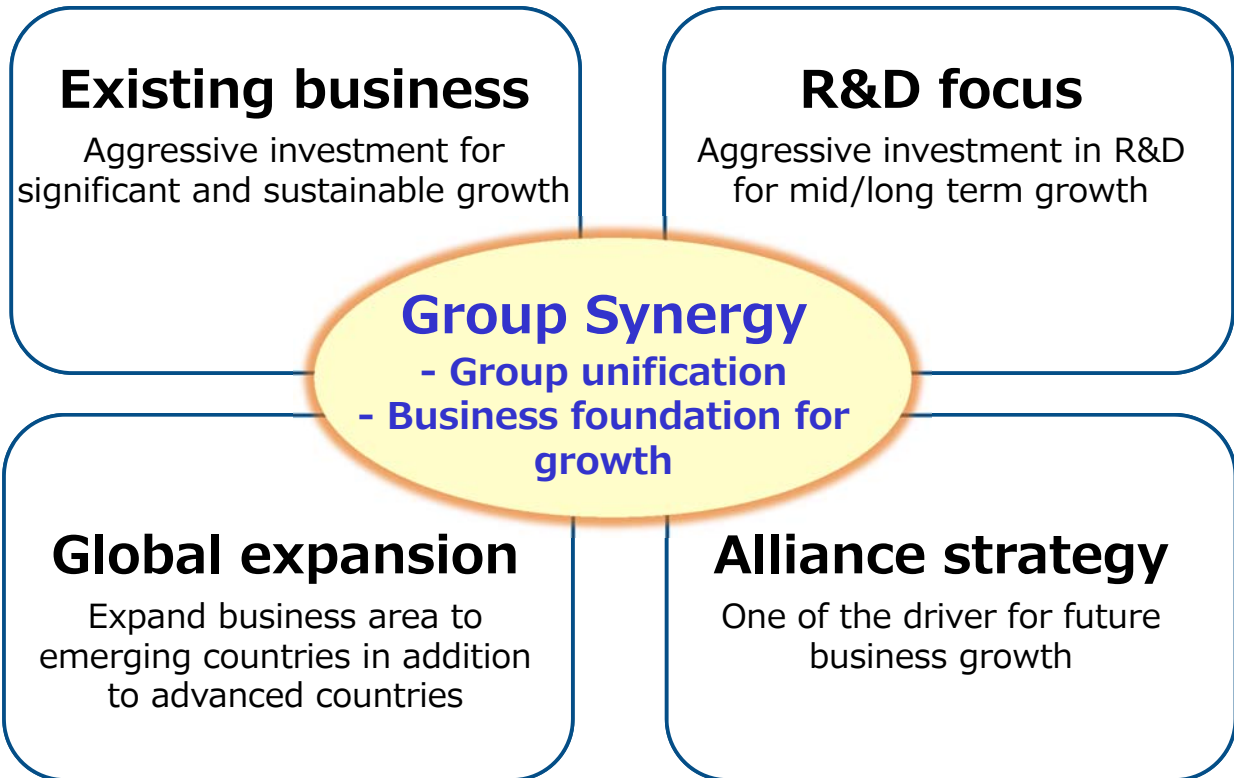 Existing business
Aggressive investment for
significant and sustainable growth
R&D focus
Aggressive investment in R&D
for mid/long term growth
Group Synergy
- Group unification
- Business foundation for
growth
Global expansion
Expand business area to
emerging countries in addition
to advanced countries
Alliance strategy
One of the driver for future
business growth